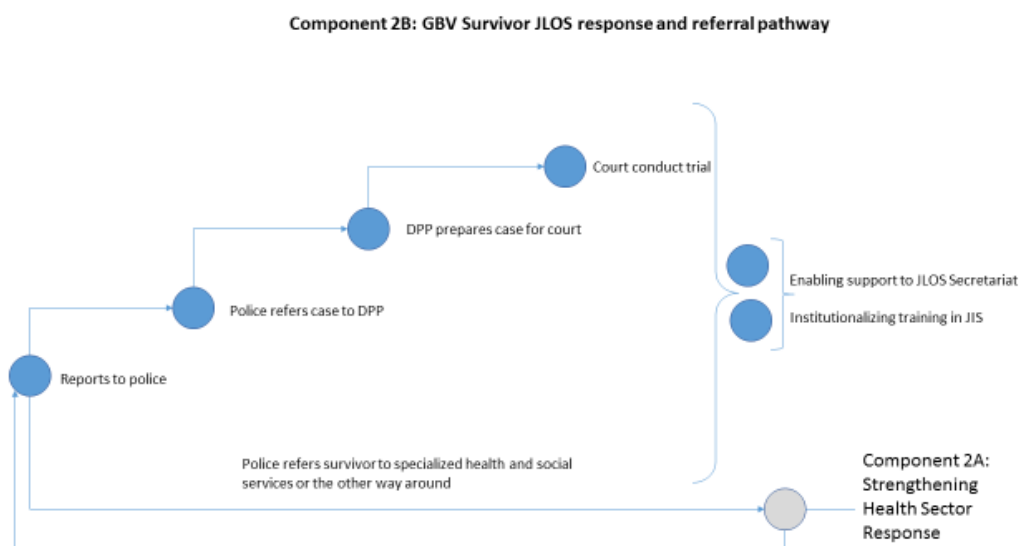 Component 2B: GBV Survivor JLOS response and referral pathway
Court conduct trial
DPP prepares case for court
Enabling support to JLOS Secretariat
Police refers case to DPP
Institutionalizing training in JIS
Reports to police
Police refers survivor to specialized health and social
services or the other way around
Component 2A:
Strengthening
Health Sector
Response